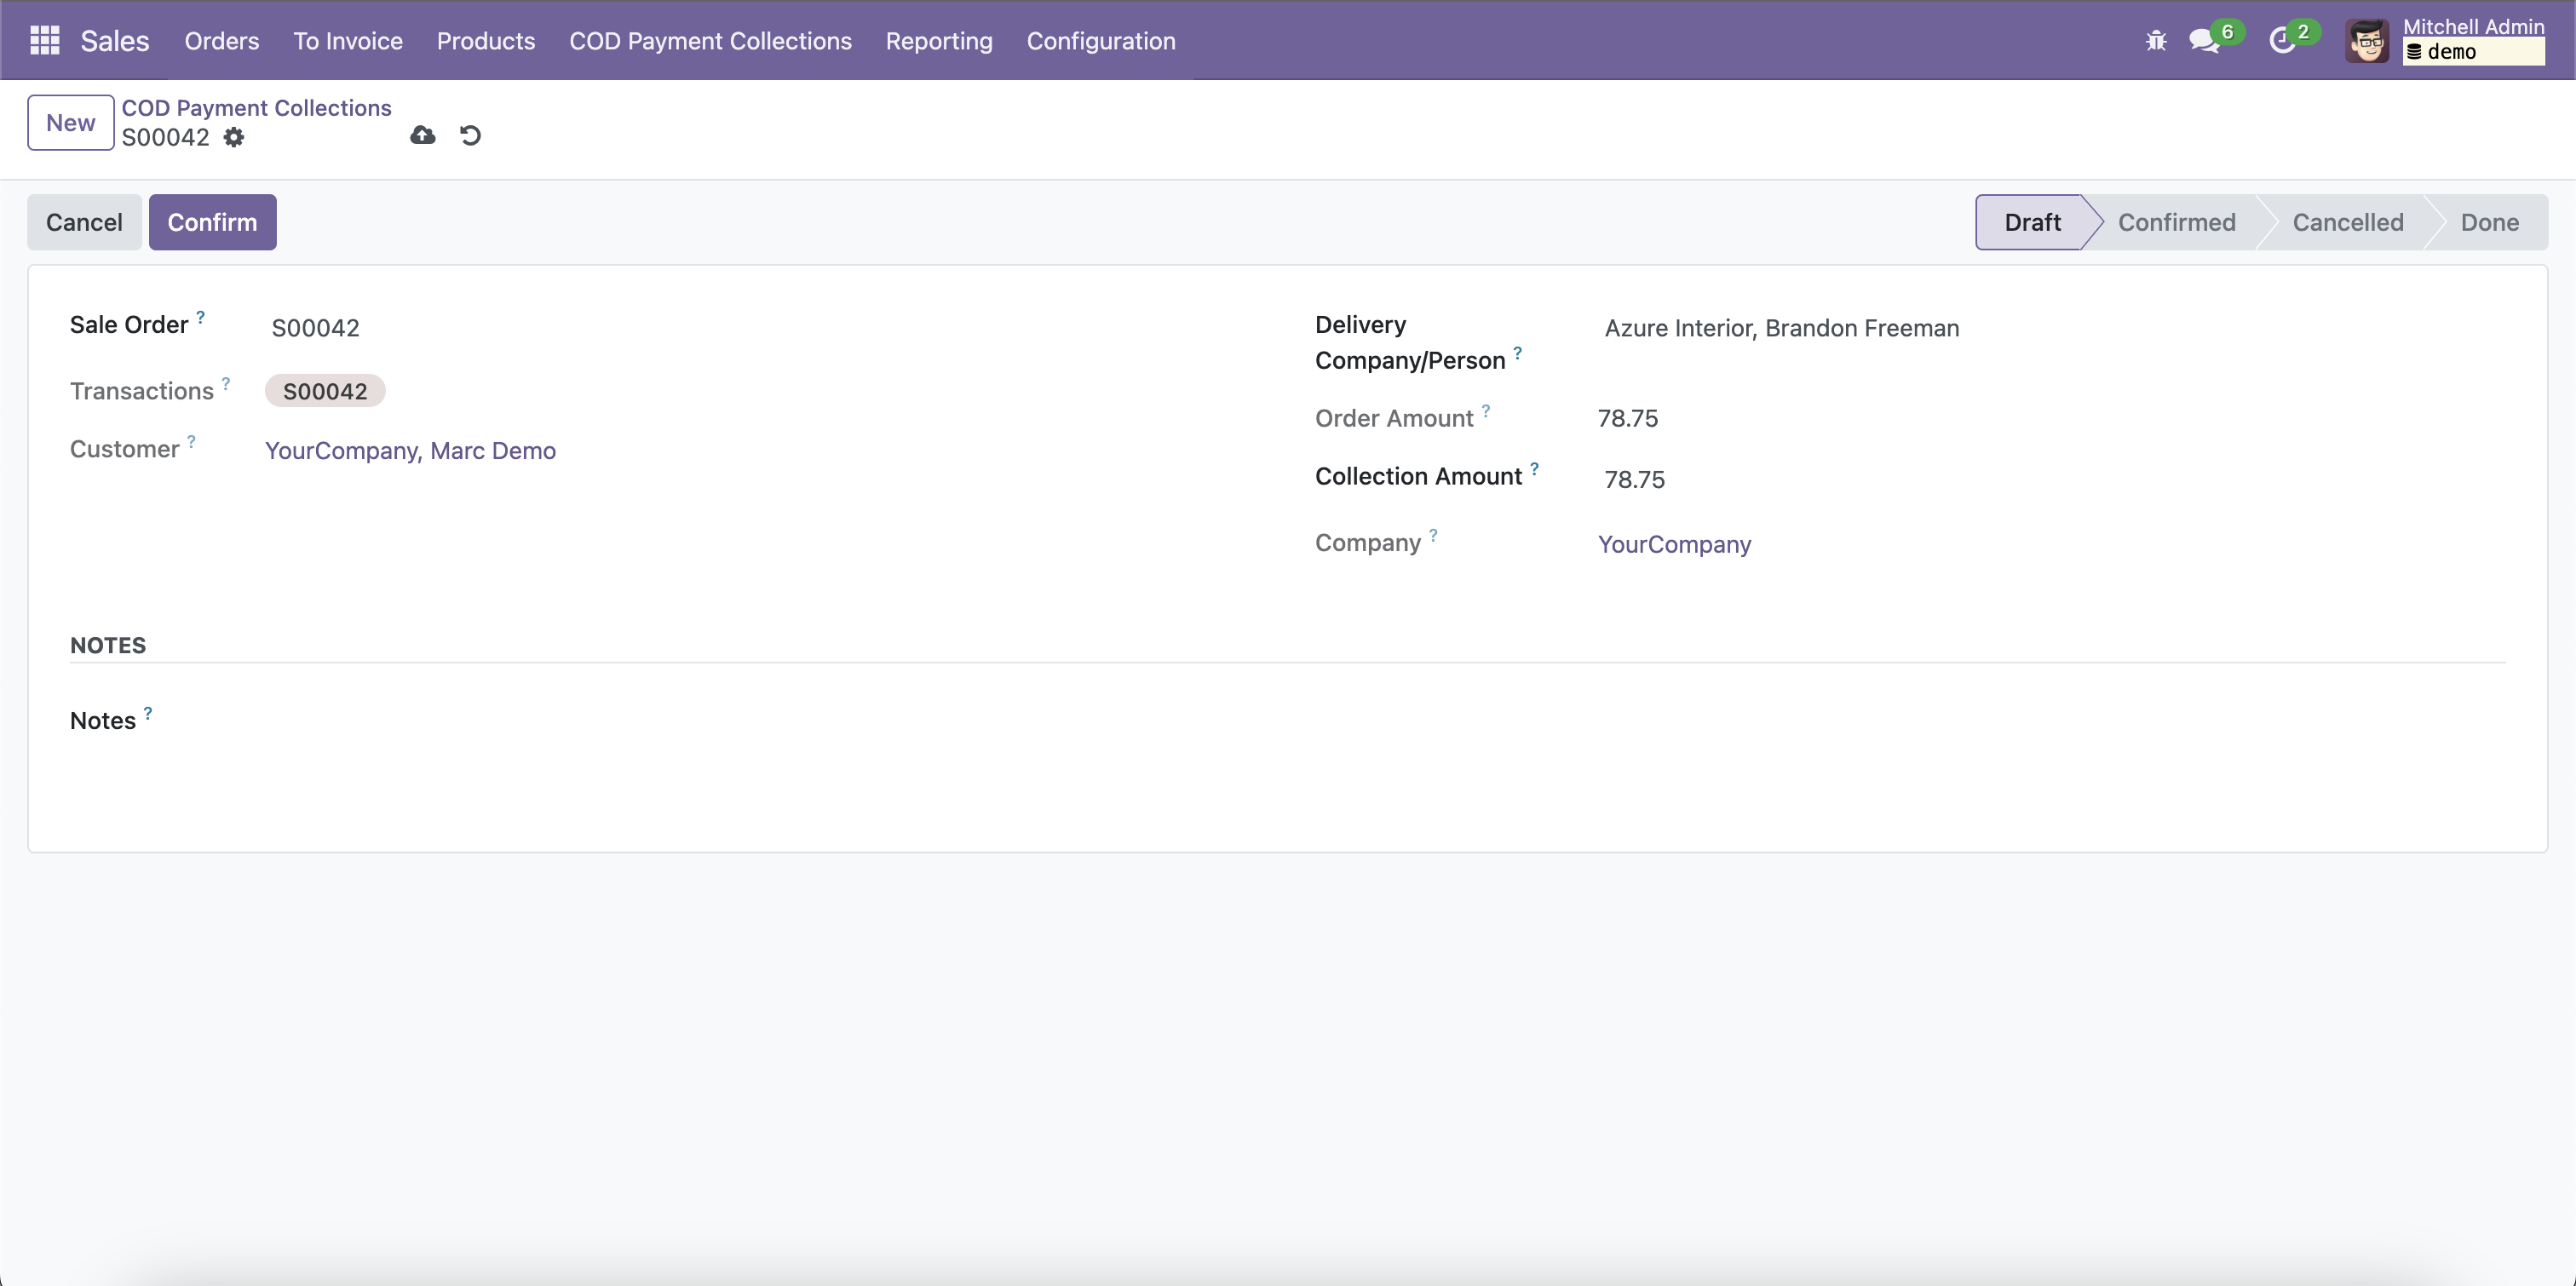 Sales Orders To Invoice Products COD Payment Collections Reporting Configuration 6 2 Mitchell Admin
demo
New COD Payment Collections
S00042
Cancel Confirm Draft Confirmed Cancelled Done
Sale Order ? S00042
Transactions ? S00042
Customer ? YourCompany, Marc Demo
Delivery
Company/Person ? Azure Interior, Brandon Freeman
Order Amount ? 78.75
Collection Amount ? 78.75
Company ? YourCompany
NOTES
Notes ?